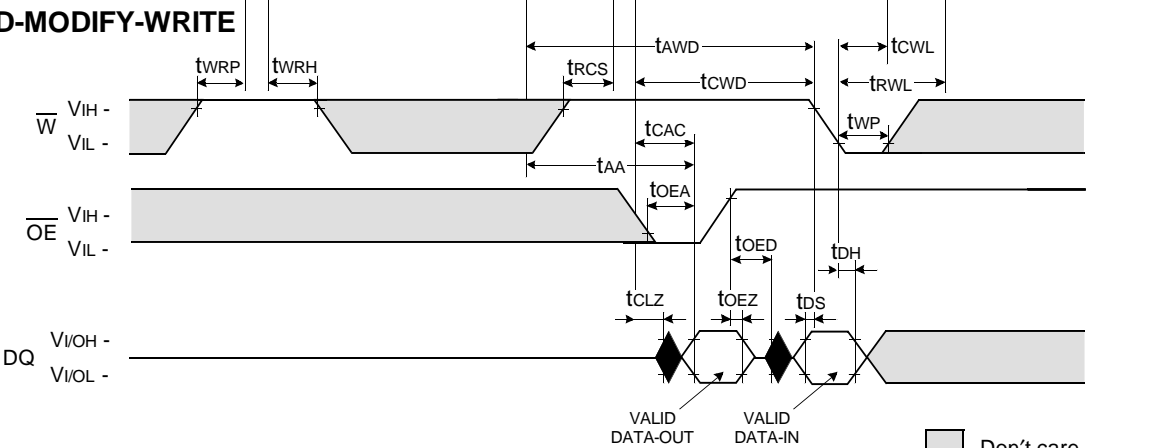 D-MODIFY-WRITE
tAWD tCWL
tWRP tWRH tRCS tCWD tRWL
W VIH -
VIL -
tCAC tWP
tAA
tOEA
OE VIH -
VIL -
tOED tDH
tCLZ tOEZ tDS
DQ VI/OH -
VI/OL -
VALID DATA-OUT
VALID DATA-IN
Don't care